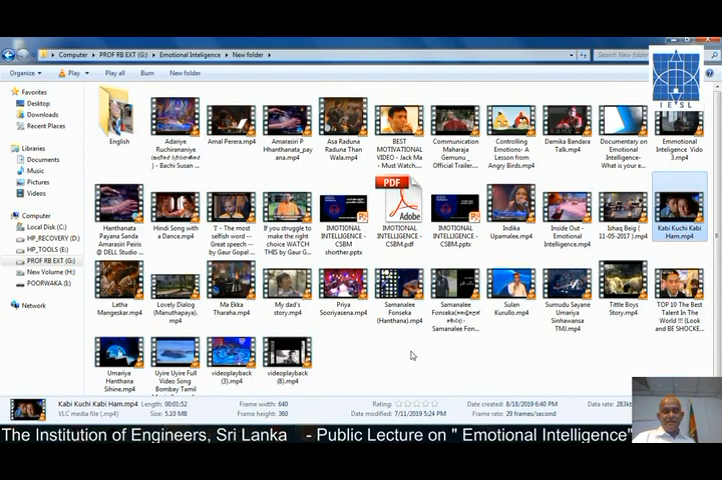 Computer ▸ PROF RB EXT (G:) ▸ Emotional Inteligence ▸ New folder ▸
Search New folder
Organize
Play
Play all
Burn
New folder
IESL
Favorites
Desktop
Downloads
Recent Places
Libraries
Documents
Music
Pictures
Videos
Computer
Local Disk (C:)
HP_RECOVERY (D:)
HP_TOOLS (E:)
PROF RB EXT (G:)
New Volume (H:)
POORWAKA (I:)
Network
English
Adariye
Ruchirananiye
- Bachi Susan
Amal Perera.mp4
Amarasiri P
Hhanthana_pay
ana.mp4
Asa Raduna
Raduna Than
Wala.mp4
BEST
MOTIVATIONAL
VIDEO - Jack Ma
- Must Watch...
Communication
Maharaja
Gemunu _
Official Trailer...
Controlling
Emotions- A
Lesson from
Angry Birds.mp4
Damika Bandara
Talk.mp4
Documentary on
Emotional
Intelligence-
What is your e...
Emmotional
Inteligence Vido
3.mp4
Hanthanata
Payana Sanda
Amarasiri Peiris
@ DELL Studio ...
Hindi Song with
a Dance.mp4
'I' - The most
selfish word -
Great speech --
by Gaur Gopal ...
If you struggle to
make the right
choice WATCH
THIS by Gaur G...
IMOTIONAL
INTELLIGENCE -
CSBM
shorther.pptx
PDF
Adobe
IMOTIONAL
INTELLIGENCE -
CSBM.pdf
IMOTIONAL
INTELLIGENCE -
CSBM.pptx
Indika
Upamalee.mp4
Inside Out -
Emotional
Intelligence.mp4
Ishaq Beig (
11-05-2017 ).mp4
Kabi Kuchi Kabi
Ham.mp4
Latha
Mangeskar.mp4
Lovely Dialog
(Manuthapaya).
mp4
Ma Ekka
Tharaha.mp4
My dad's
story.mp4
Priya
Sooriyasena.mp4
Samanalee
Fonseka
(Hanthana).mp4
Samanalee
- Samanalee Fon...
Sulan
Kurullo.mp4
Sumudu Sayane
Umariya
Sinhawansa
TMJ.mp4
Tittle Boys
Story.mp4
TOP 10 The Best
Talent In The
World !!! (Look
and BE SHOCKE...
Umariya
Hanthana
Shine.mp4
Uyire Uyire Full
Video Song
Bombay Tamil
videoplayback
(3).mp4
videoplayback
(8).mp4
Kabi Kuchi Kabi Ham.mp4
VLC media file (.mp4)
Length: 00:01:52
Size: 5.10 MB
Frame width: 640
Frame height: 360
Rating:
Date modified: 7/11/2019 5:24 PM
Date created: 8/18/2019 6:40 PM
Frame rate: 29 frames/second
Data rate: 283k
The Institution of Engineers, Sri Lanka - Public Lecture on " Emotional Intelligence"